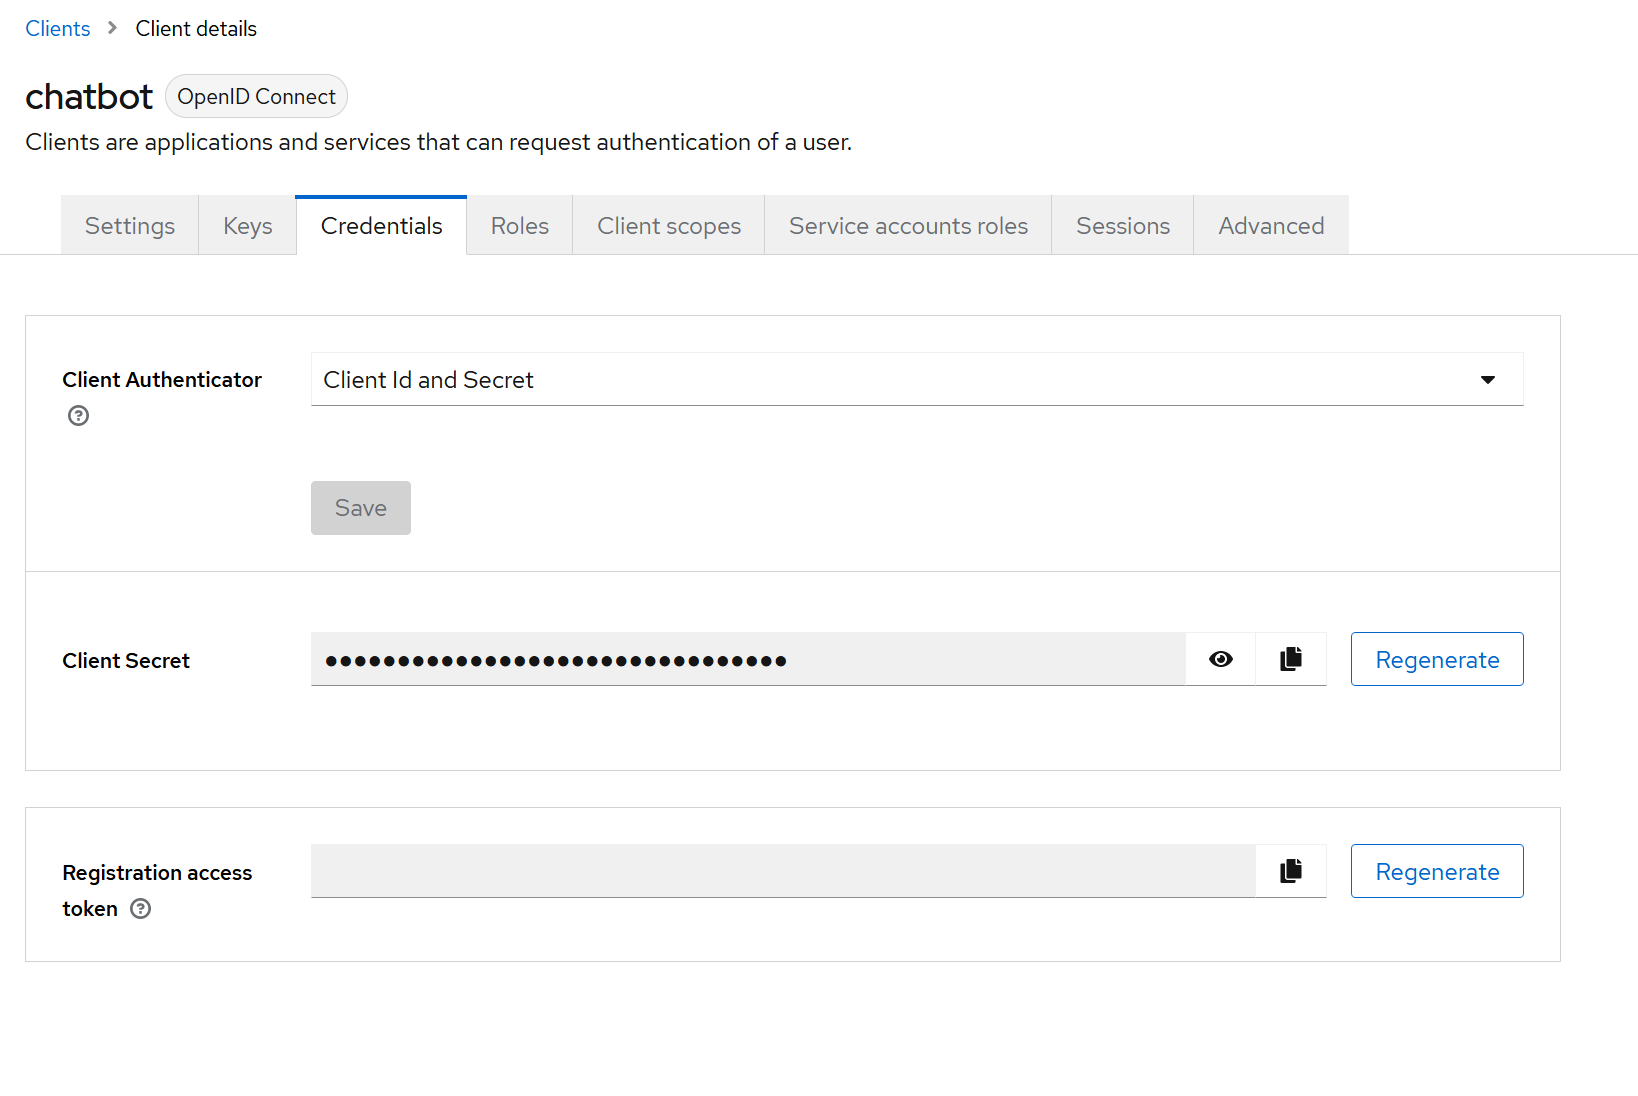 Clients > Client details
chatbot OpenID Connect
Clients are applications and services that can request authentication of a user.
Settings Keys Credentials Roles Client scopes Service accounts roles Sessions Advanced
Client Authenticator Client Id and Secret
Save
Client Secret ●●●●●●●●●●●●●●●●●●●●●●●●●●●●●●●● Regenerate
Registration access
token
Regenerate